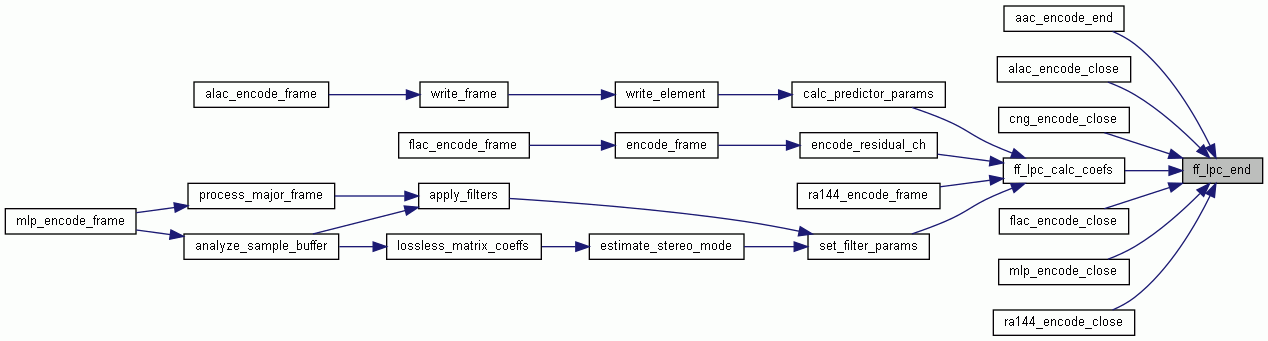 aac_encode_end
alac_encode_close
alac_encode_frame
write_frame
write_element
calc_predictor_params
cng_encode_close
flac_encode_frame
encode_frame
encode_residual_ch
ff_lpc_calc_coefs
ff_lpc_end
process_major_frame
apply_filters
ra144_encode_frame
mlp_encode_frame
flac_encode_close
analyze_sample_buffer
lossless_matrix_coeffs
estimate_stereo_mode
set_filter_params
mlp_encode_close
ra144_encode_close